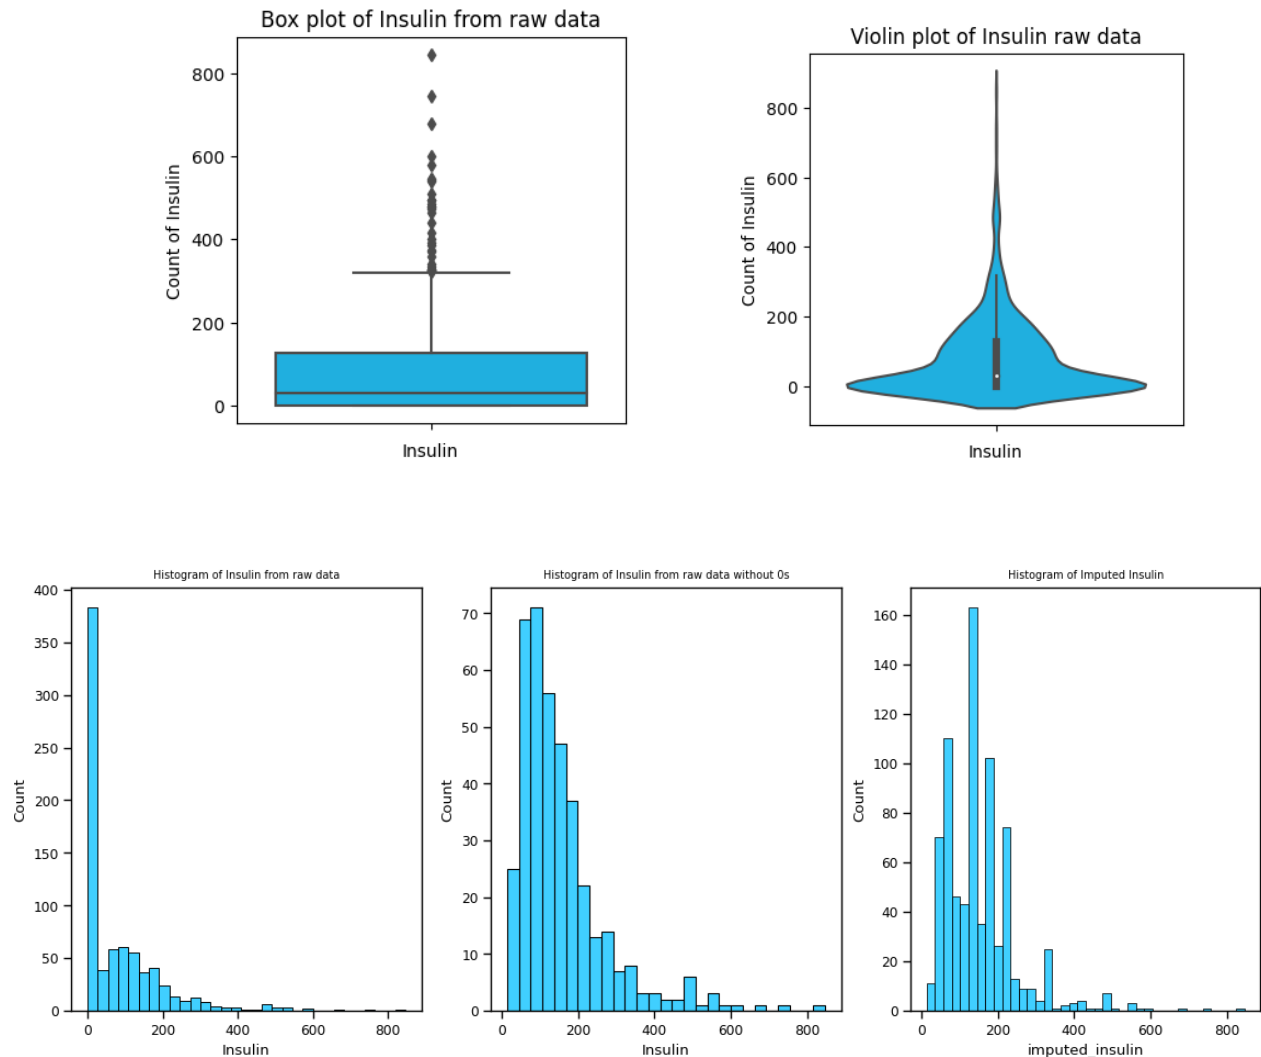 Box plot of Insulin from raw data
800
600
400
200
0
Count of Insulin
Insulin
Violin plot of Insulin raw data
800
600
400
200
0
Count of Insulin
Insulin
Histogram of Insulin from raw data
400
350
300
250
200
150
100
50
0
Count
0 200 400 600 800
Insulin
Histogram of Insulin from raw data without 0s
70
60
50
40
30
20
10
0
Count
0 200 400 600 800
Insulin
Histogram of Imputed Insulin
160
140
120
100
80
60
40
20
0
Count
0 200 400 600 800
imputed_insulin